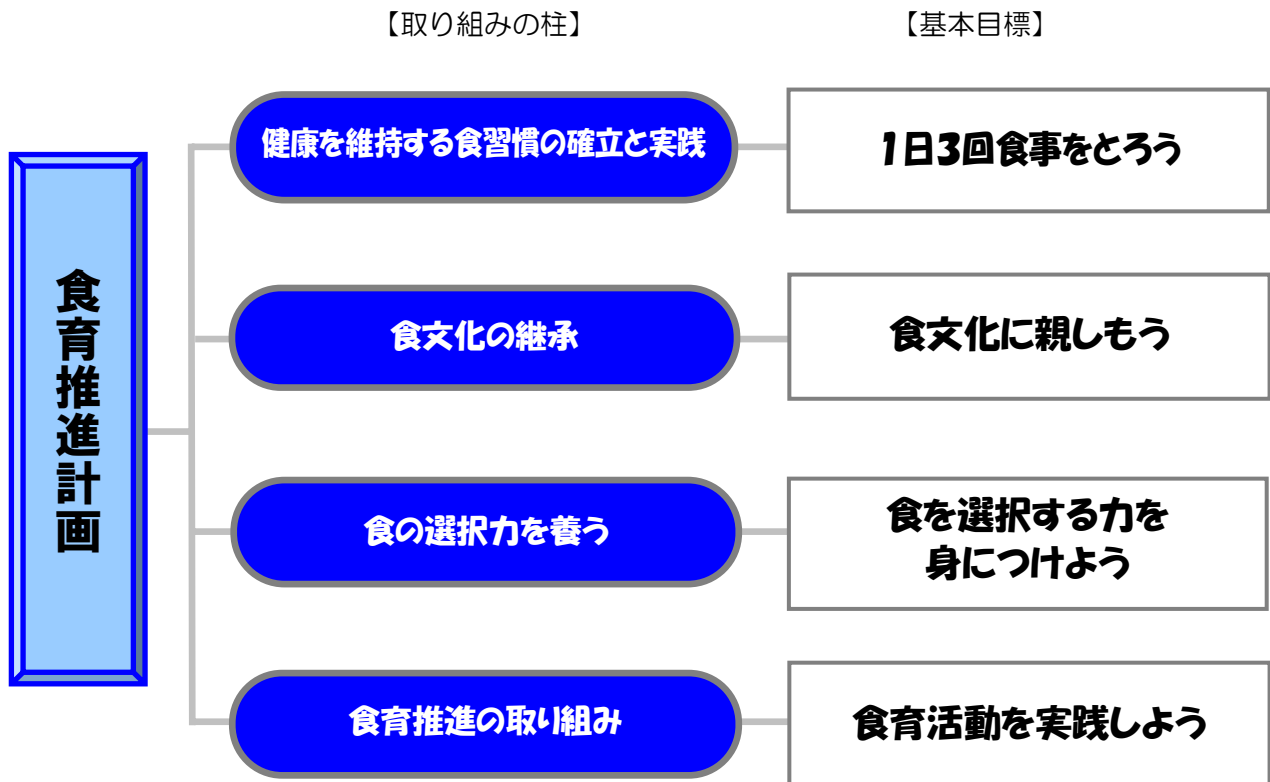 【取り組みの柱】
【基本目標】
食育推進計画
健康を維持する食習慣の確立と実践
1日3回食事をとろう
食文化の継承
食文化に親しもう
食の選択力を養う
食を選択する力を
身につけよう
食育推進の取り組み
食育活動を実践しよう